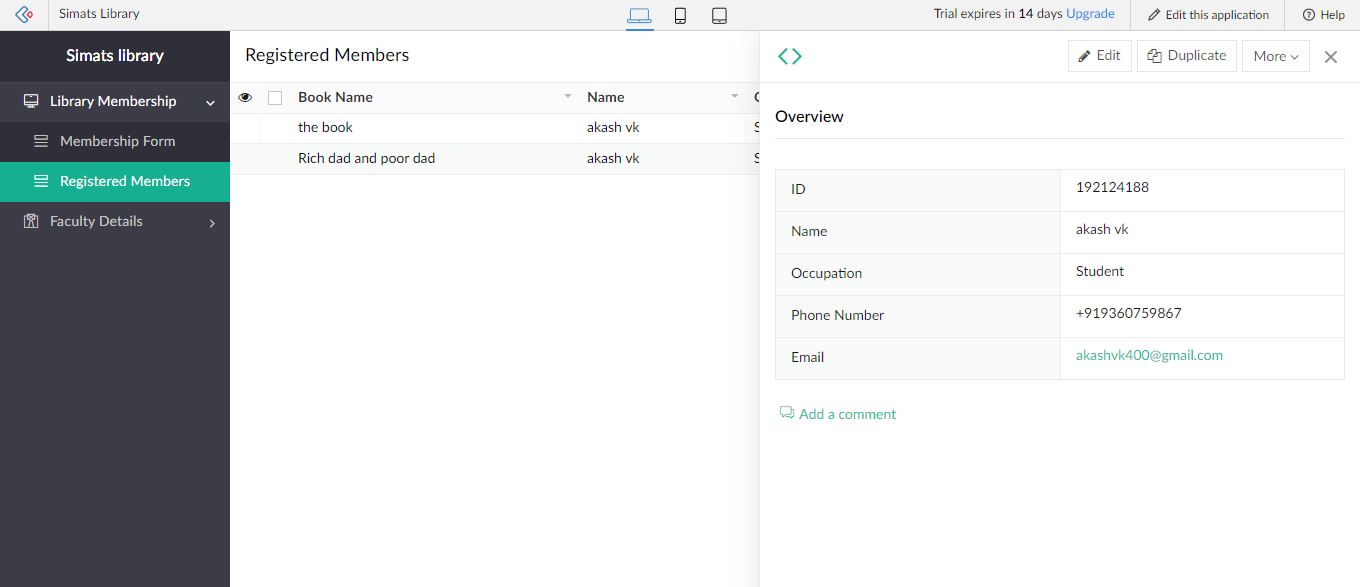 Simats Library
Trial expires in 14 days Upgrade
Edit this application
Help
Simats library
Library Membership
Membership Form
Registered Members
Faculty Details
Registered Members
Book Name
Name
the book
akash vk
Rich dad and poor dad
akash vk
Edit
Duplicate
More
Overview
ID
192124188
Name
akash vk
Occupation
Student
Phone Number
+919360759867
Email
akashvk400@gmail.com
Add a comment